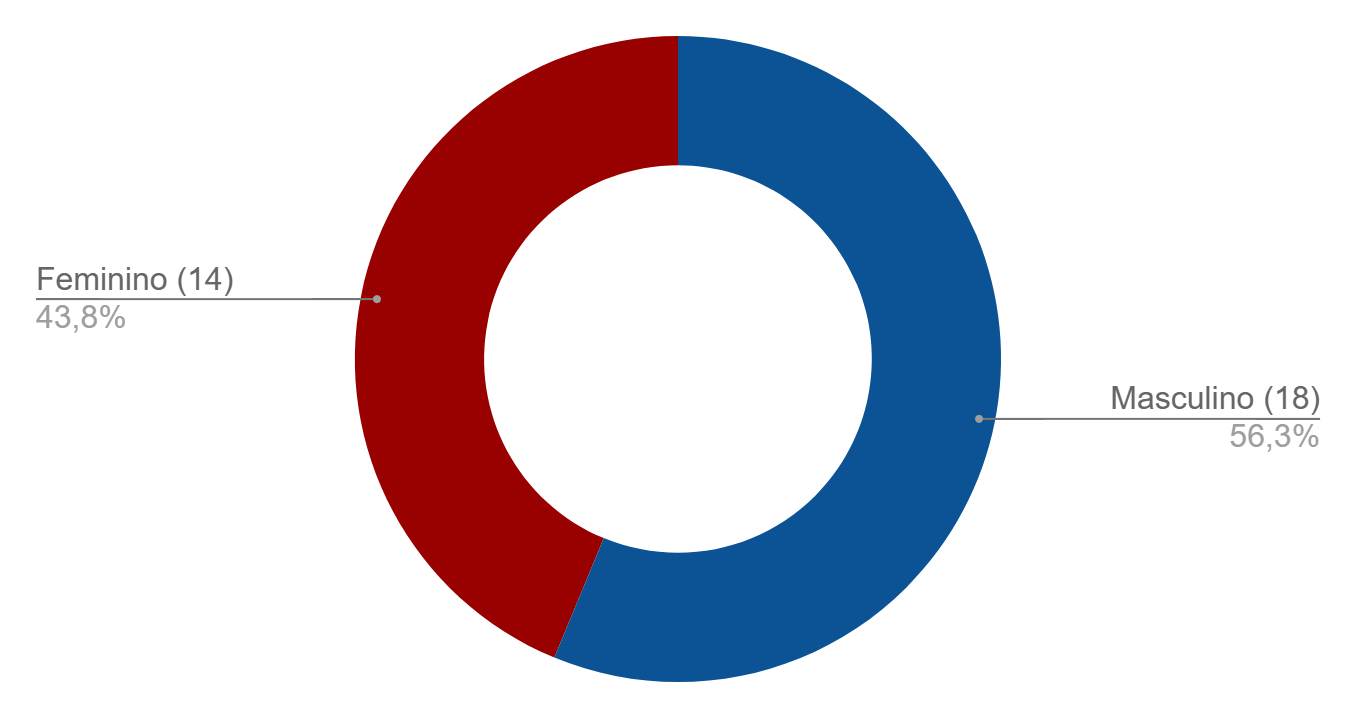 Feminino (14)
43,8%
Masculino (18)
56,3%